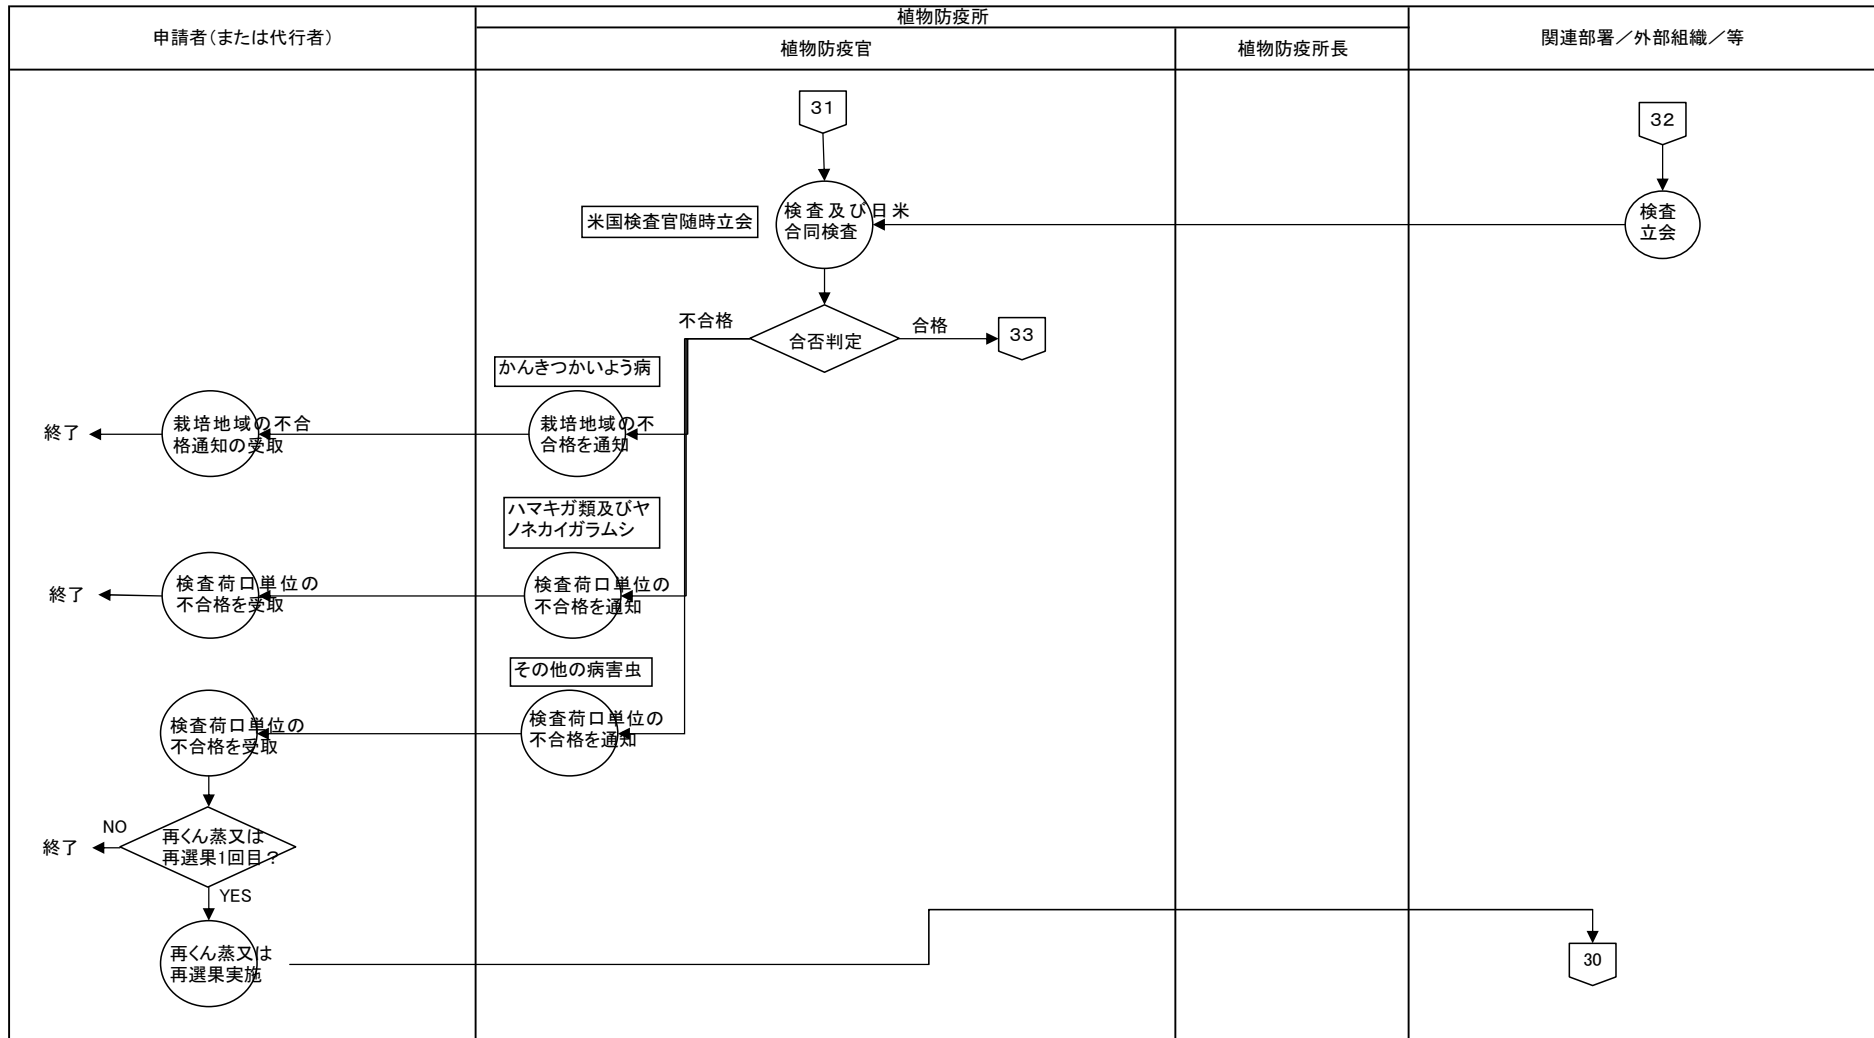 植物防疫所
申請者（または代行者）
植物防疫官
植物防疫所長
関連部署／外部組織／等
31
32
米国検査官随時立会
検査及び日米
合同検査
検査
立会
不合格
合否判定
合格
33
かんきつかいよう病
終了
栽培地域の不合
格通知の受取
栽培地域の不
合格を通知
ハマキガ類及びヤ
ノネカイガラムシ
終了
検査荷口単位の
不合格を受取
検査荷口単位の
不合格を通知
その他の病害虫
検査荷口単位の
不合格を受取
検査荷口単位の
不合格を通知
終了
NO
再くん蒸又は
再選果1回目？
YES
再くん蒸又は
再選果実施
30